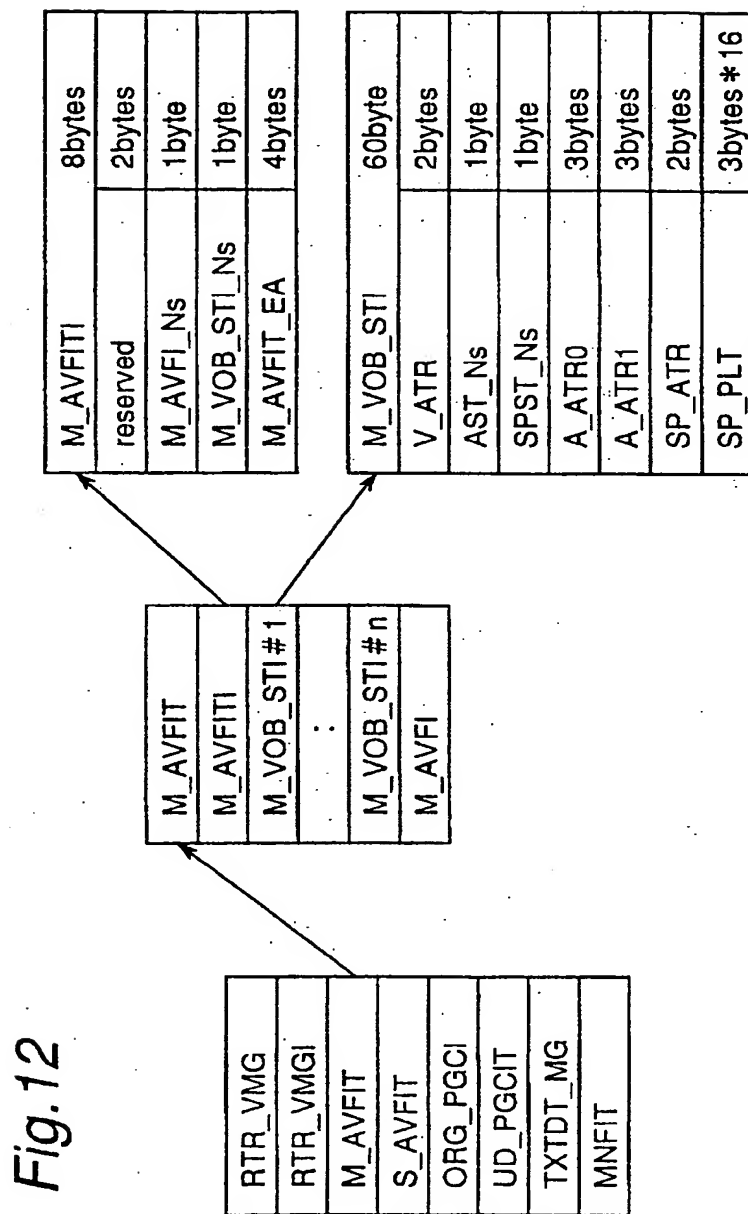 Fig.12
RTR_VMG
RTR_VMGI
M_AVFIT
S_AVFIT
ORG_PGCI
UD_PGCIT
TXTDT_MG
MNFIT
M_AVFIT
M_AVFITI
M_VOB_STI#1
:
M_VOB_STI#n
M_AVFI
M_AVFITI 8bytes
reserved 2bytes
M_AVFI_Ns 1byte
M_VOB_STI_Ns 1byte
M_AVFIT_EA 4bytes
M_VOB_STI 60byte
V_ATR 2bytes
AST_Ns 1byte
SPST_Ns 1byte
A_ATR0 3bytes
A_ATR1 3bytes
SP_ATR 2bytes
SP_PLT 3bytes*16